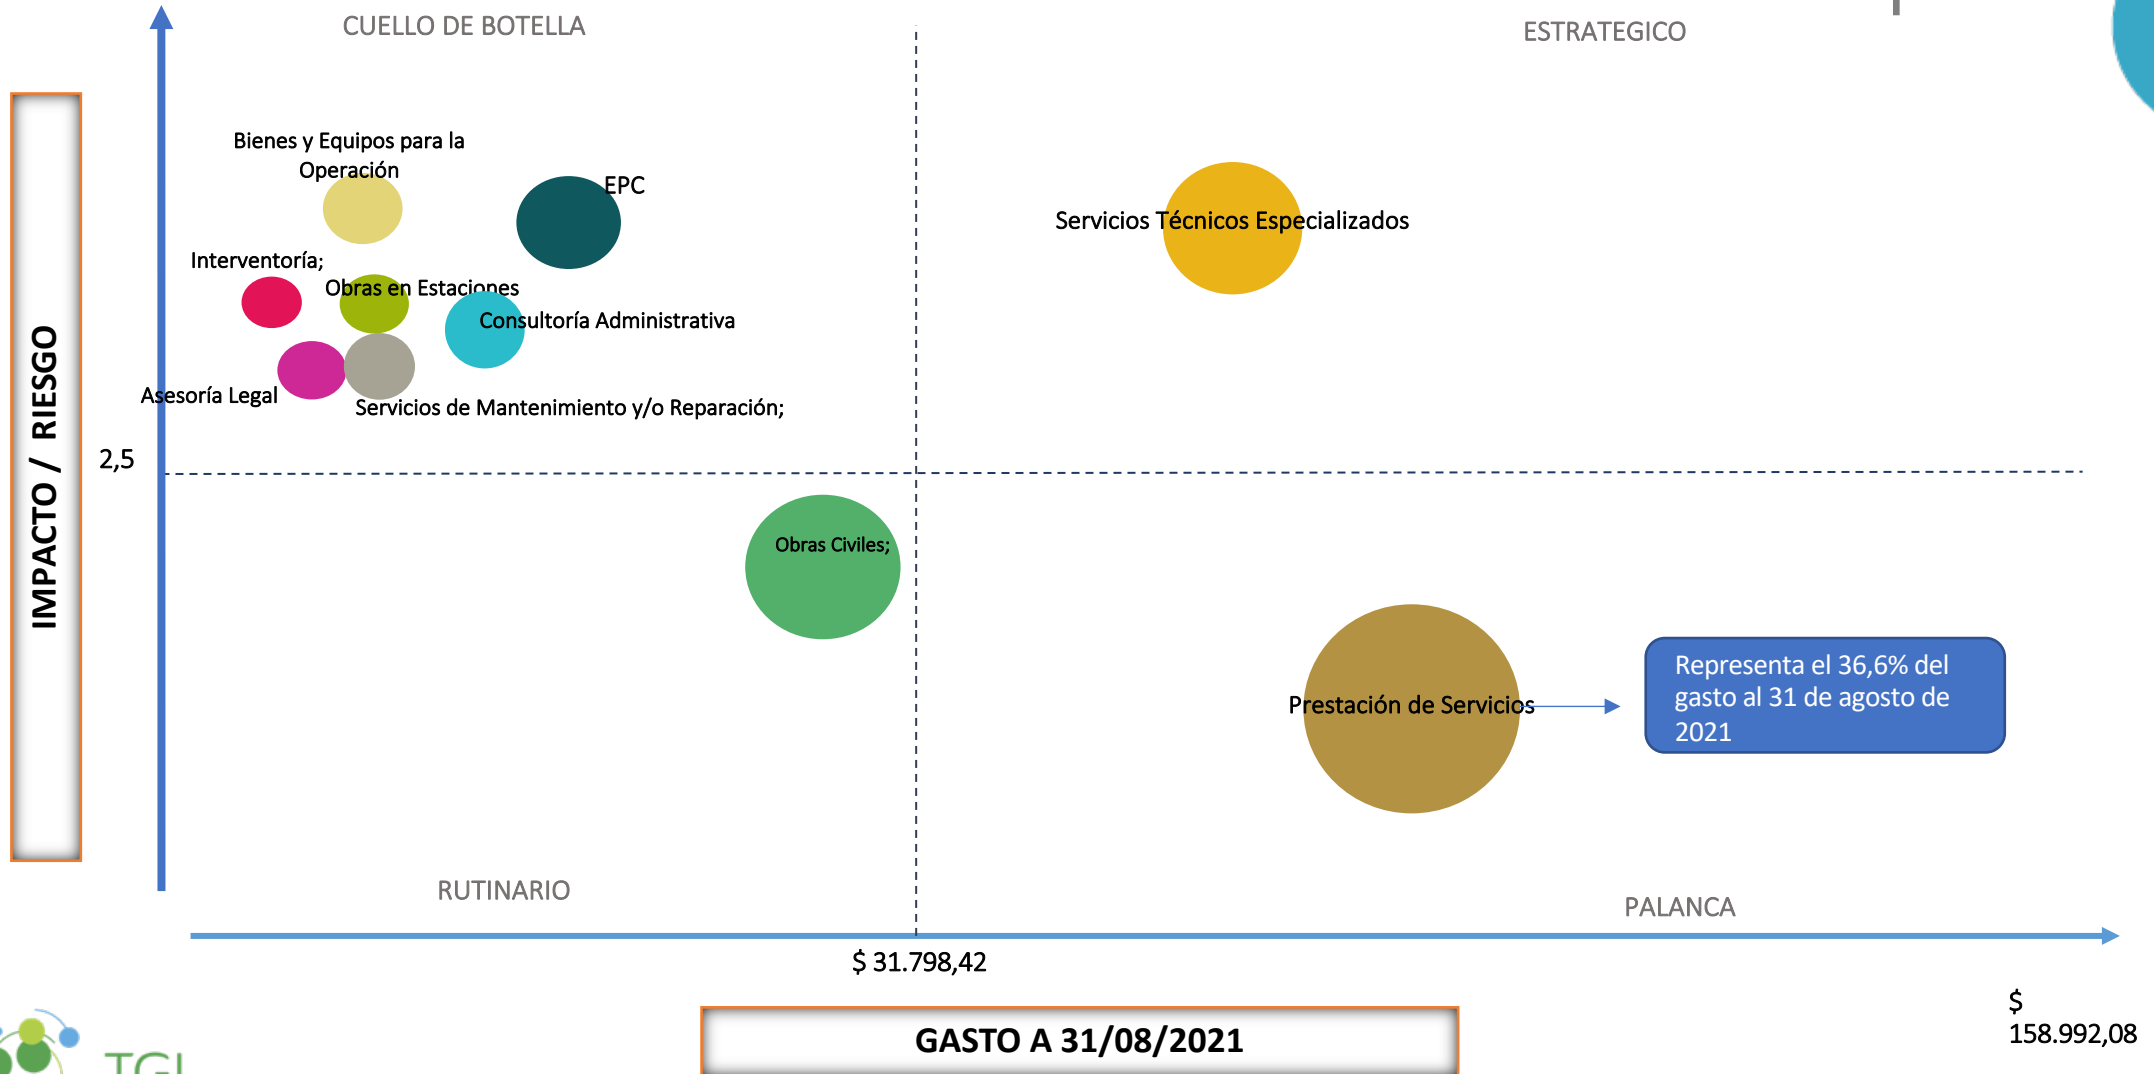 CUELLO DE BOTELLA
ESTRATEGICO
Bienes y Equipos para la
Operación
EPC
Servicios Técnicos Especializados
Interventoría;
Obras en Estaciones
Consultoría Administrativa
Asesoría Legal
Servicios de Mantenimiento y/o Reparación;
IMPACTO / RIESGO
2,5
Obras Civiles;
Prestación de Servicios
Representa el 36,6% del
gasto al 31 de agosto de
2021
RUTINARIO
PALANCA
$ 31.798,42
$
158.992,08
GASTO A 31/08/2021
TGI